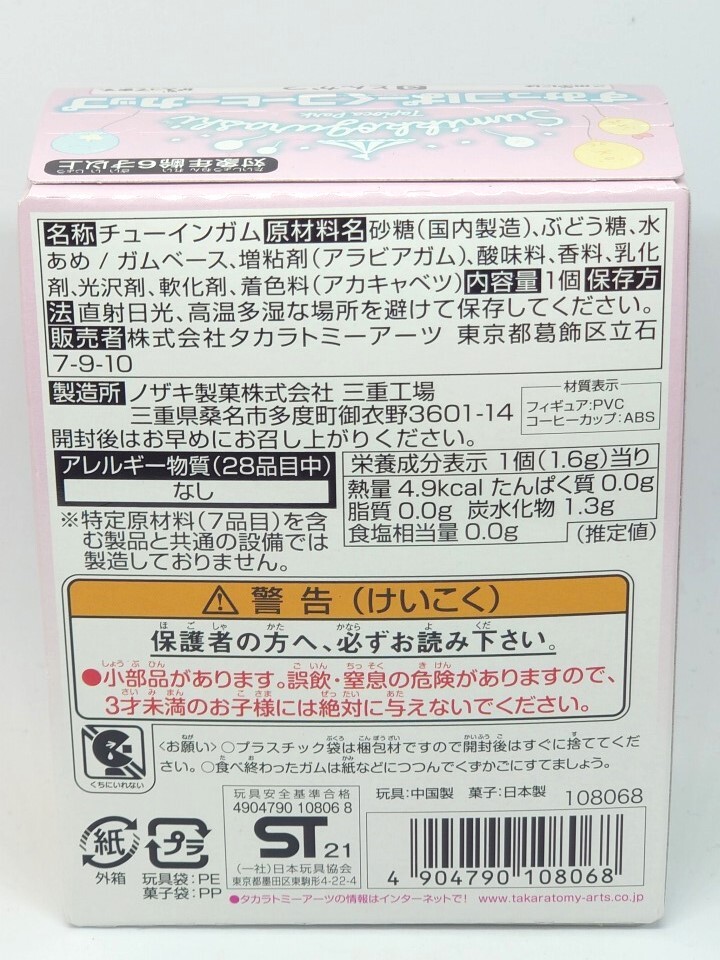 すみっコぱーくコーヒーカップ
Sumikkogurashi
Tapioca Park
対象年齢6才以上
名称 チューインガム 原材料名 砂糖(国内製造)、ぶどう糖、水
あめ / ガムベース、増粘剤(アラビアガム)、酸味料、香料、乳化
剤、光沢剤、軟化剤、着色料(アカキャベツ) 内容量 1個 保存方
法 直射日光、高温多湿な場所を避けて保存してください。
販売者 株式会社タカラトミーアーツ 東京都葛飾区立石
7-9-10
製造所 ノザキ製菓株式会社 三重工場
三重県桑名市多度町御衣野3601-14
開封後はお早めにお召し上がりください。
材質表示
フィギュア:PVC
コーヒーカップ:ABS
アレルギー物質(28品目中)
なし
※特定原材料(7品目)を含
む製品と共通の設備では
製造しておりません。
栄養成分表示 1個(1.6g)当り
熱量 4.9kcal たんぱく質 0.0g
脂質 0.0g 炭水化物 1.3g
食塩相当量 0.0g (推定値)
⚠ 警告(けいこく)
保護者の方へ、必ずお読み下さい。
●小部品があります。誤飲・窒息の危険がありますので、
3才未満のお子様には絶対に与えないでください。
くちにいれない
〈お願い〉○プラスチック袋は梱包材ですので開封後はすぐに捨ててくだ
さい。○食べ終わったガムは紙などにつつんでくずかごにすてましょう。
紙
外箱
プラ
玩具袋:PE
菓子袋:PP
玩具安全基準合格
4904790 10806 8
ST 21
(一社)日本玩具協会
東京都墨田区東駒形4-22-4
玩具:中国製 菓子:日本製 108068
4 904790 108068
●タカラトミーアーツの情報はインターネットで! www.takaratomy-arts.co.jp